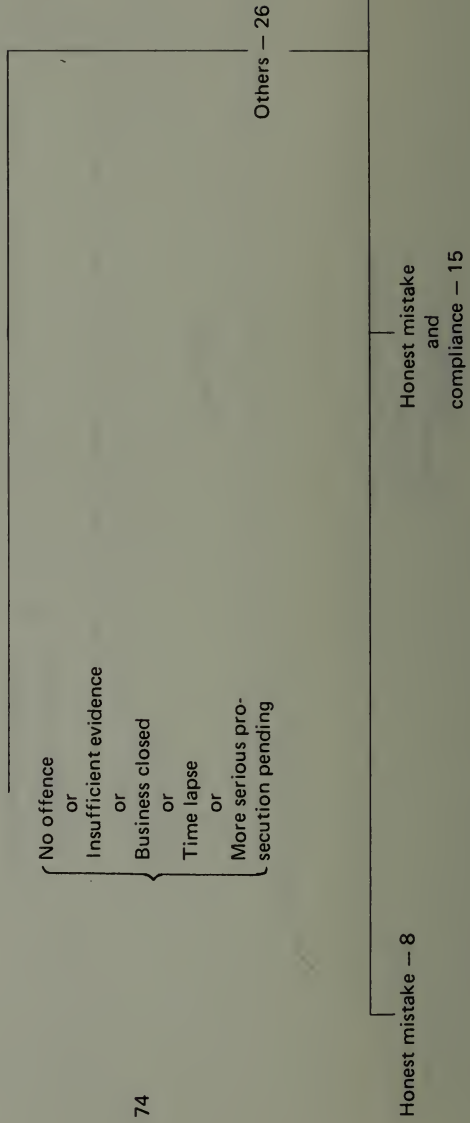 No offence
or
Insufficient evidence
or
Business closed
or
Time lapse
or
More serious pro-
secution pending
74
Others — 26
Honest mistake — 8
Honest mistake
and
compliance — 15